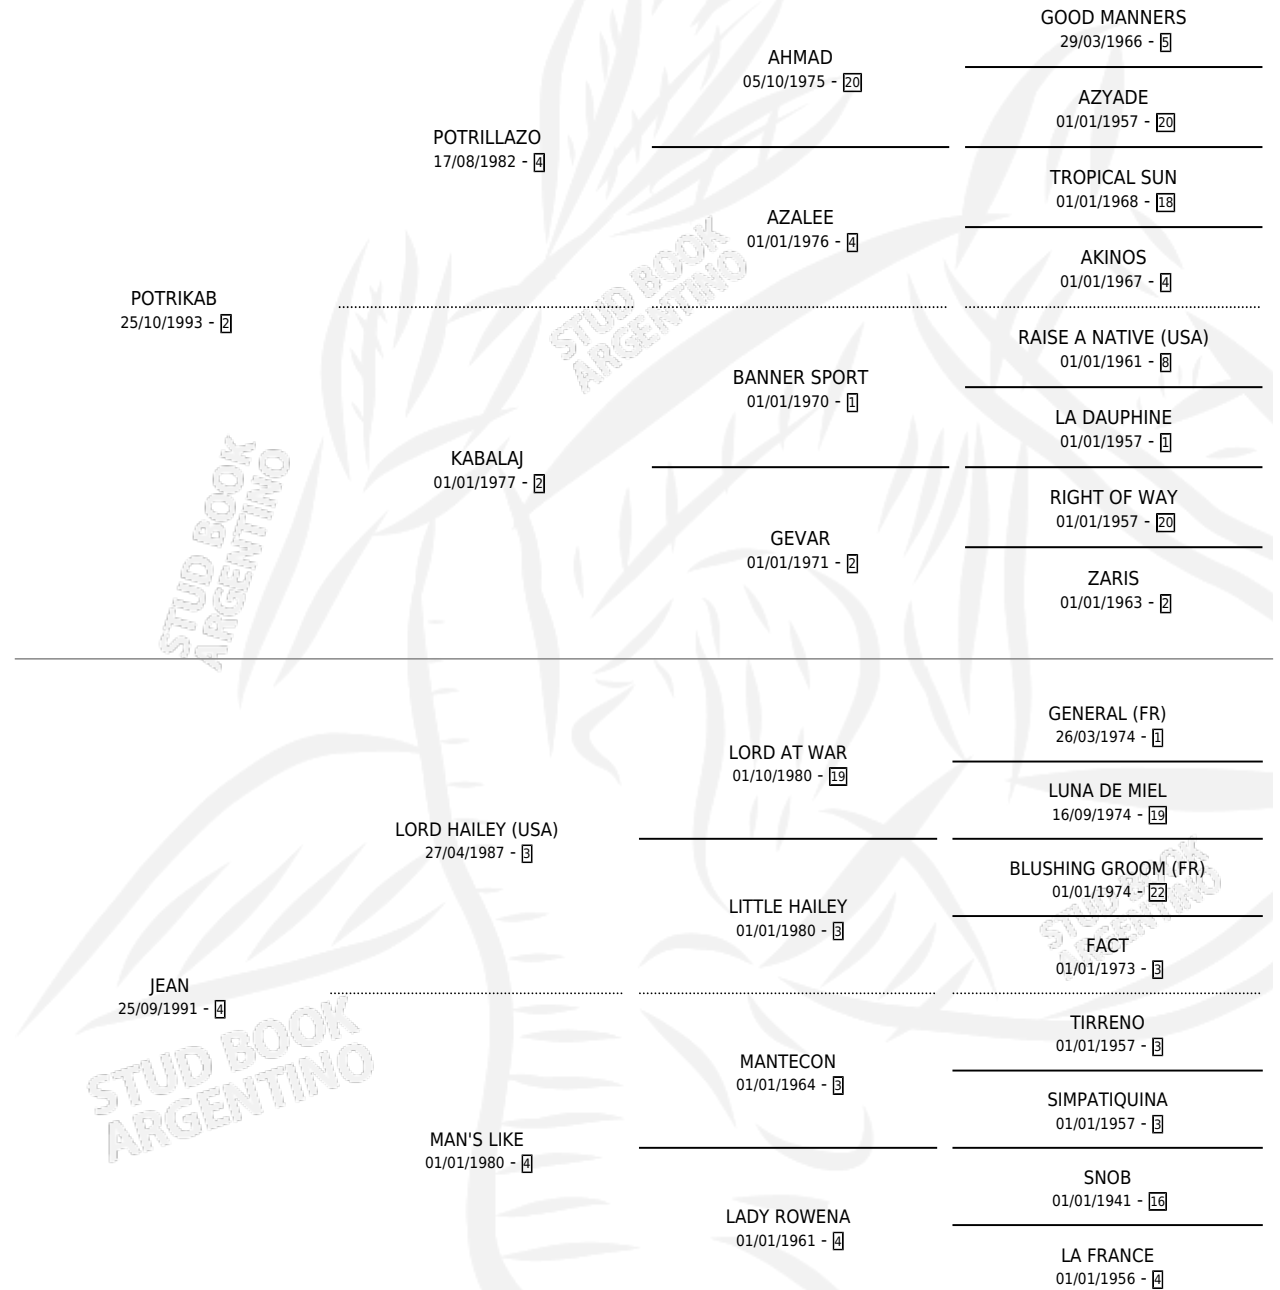 GOOD MANNERS
29/03/1966 - 5
AHMAD
05/10/1975 - 20
AZYADE
01/01/1957 - 20
POTRILLAZO
17/08/1982 - 4
TROPICAL SUN
01/01/1968 - 18
AZALEE
01/01/1976 - 4
AKINOS
01/01/1967 - 4
POTRIKAB
25/10/1993 - 2
RAISE A NATIVE (USA)
01/01/1961 - 8
BANNER SPORT
01/01/1970 - 1
LA DAUPHINE
01/01/1957 - 1
KABALAJ
01/01/1977 - 2
RIGHT OF WAY
01/01/1957 - 20
GEVAR
01/01/1971 - 2
ZARIS
01/01/1963 - 2
GENERAL (FR)
26/03/1974 - 1
LORD AT WAR
01/10/1980 - 19
LUNA DE MIEL
16/09/1974 - 19
LORD HAILEY (USA)
27/04/1987 - 3
BLUSHING GROOM (FR)
01/01/1974 - 22
LITTLE HAILEY
01/01/1980 - 3
FACT
01/01/1973 - 3
JEAN
25/09/1991 - 4
TIRRENO
01/01/1957 - 3
MANTECON
01/01/1964 - 3
SIMPATIQUINA
01/01/1957 - 3
MAN'S LIKE
01/01/1980 - 4
SNOB
01/01/1941 - 16
LADY ROWENA
01/01/1961 - 4
LA FRANCE
01/01/1956 - 4
STUD BOOK
ARGENTINO
STUD BOOK
ARGENTINO
STUD BOOK
ARGENTINO
STUD BOOK
ARGENTINO